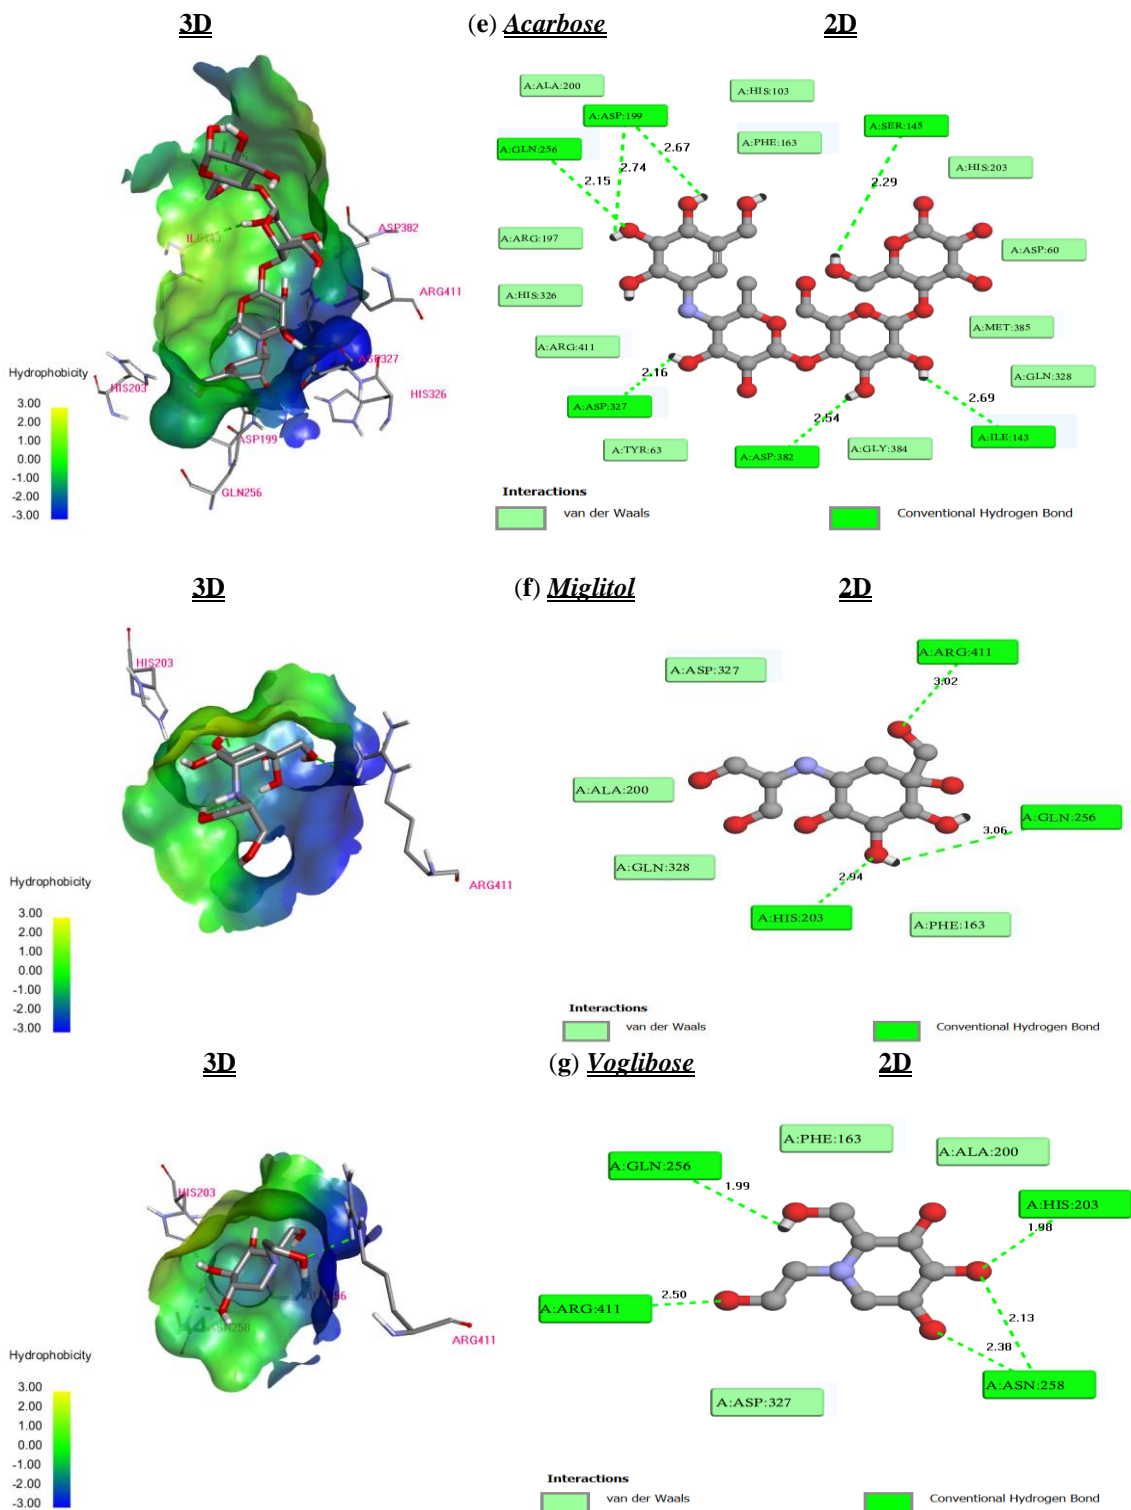 3D
(e) Acarbose
2D
A:ALA:200
A:HIS:103
A:ASP:199
A:SER:145
A:GLN:256
A:PHE:163
2.67
2.74
2.15
2.29
A:HIS:203
A:ARG:197
A:ASP:60
A:HIS:326
A:MET:385
A:ARG:411
2.16
A:GLN:328
2.69
A:ASP:327
2.54
A:ILE:143
A:TYR:63
A:ASP:382
A:GLY:384
ASP382
ARG411
ASP327
HIS326
HIS203
ASP199
GLN256
Hydrophobicity
3.00
2.00
1.00
0.00
-1.00
-2.00
-3.00
Interactions
van der Waals
Conventional Hydrogen Bond
3D
(f) Miglitol
2D
HIS203
ARG411
Hydrophobicity
3.00
2.00
1.00
0.00
-1.00
-2.00
-3.00
A:ARG:411
A:ASP:327
3.02
A:ALA:200
A:GLN:256
3.06
A:GLN:328
2.94
A:HIS:203
A:PHE:163
Interactions
van der Waals
Conventional Hydrogen Bond
3D
(g) Voglibose
2D
HIS203
ASN258
ARG411
Hydrophobicity
3.00
2.00
1.00
0.00
-1.00
-2.00
-3.00
A:PHE:163
A:ALA:200
A:GLN:256
1.99
A:HIS:203
1.98
A:ARG:411
2.50
2.13
2.38
A:ASN:258
A:ASP:327
Interactions
van der Waals
Conventional Hydrogen Bond